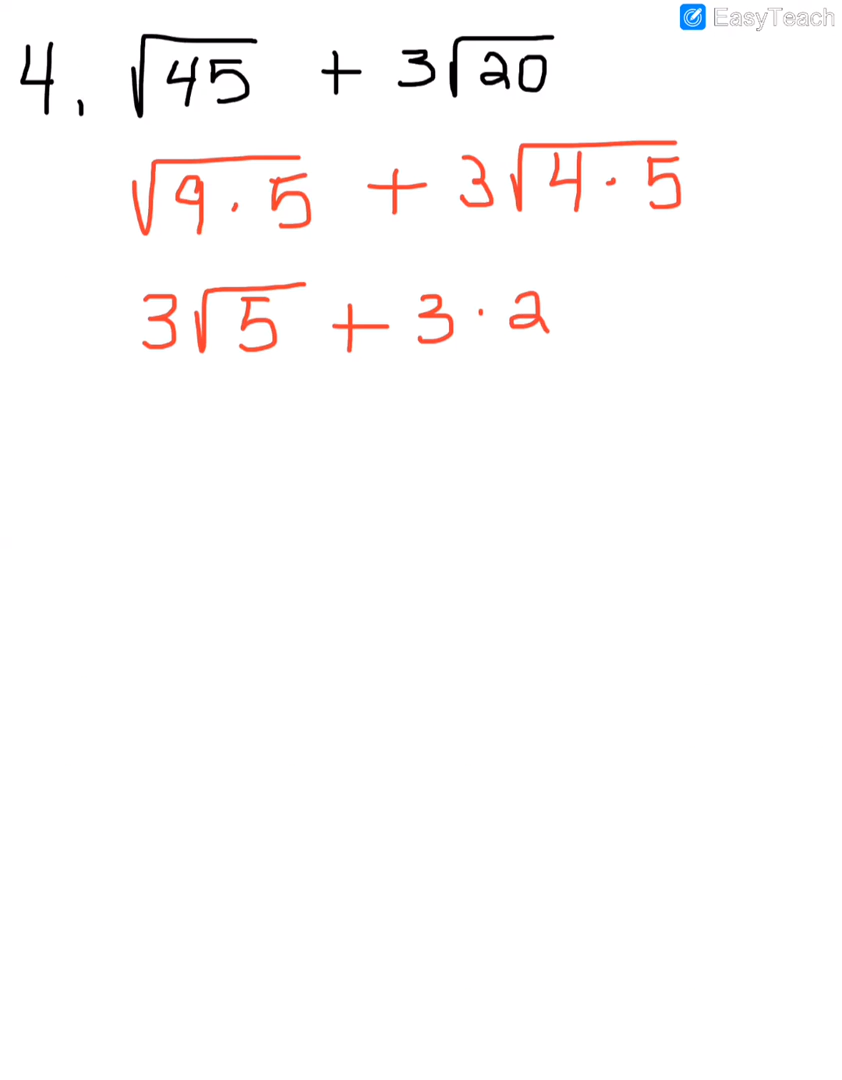 EasyTeach
4. √45 + 3√20
√9·5 + 3√4·5
3√5 + 3·2